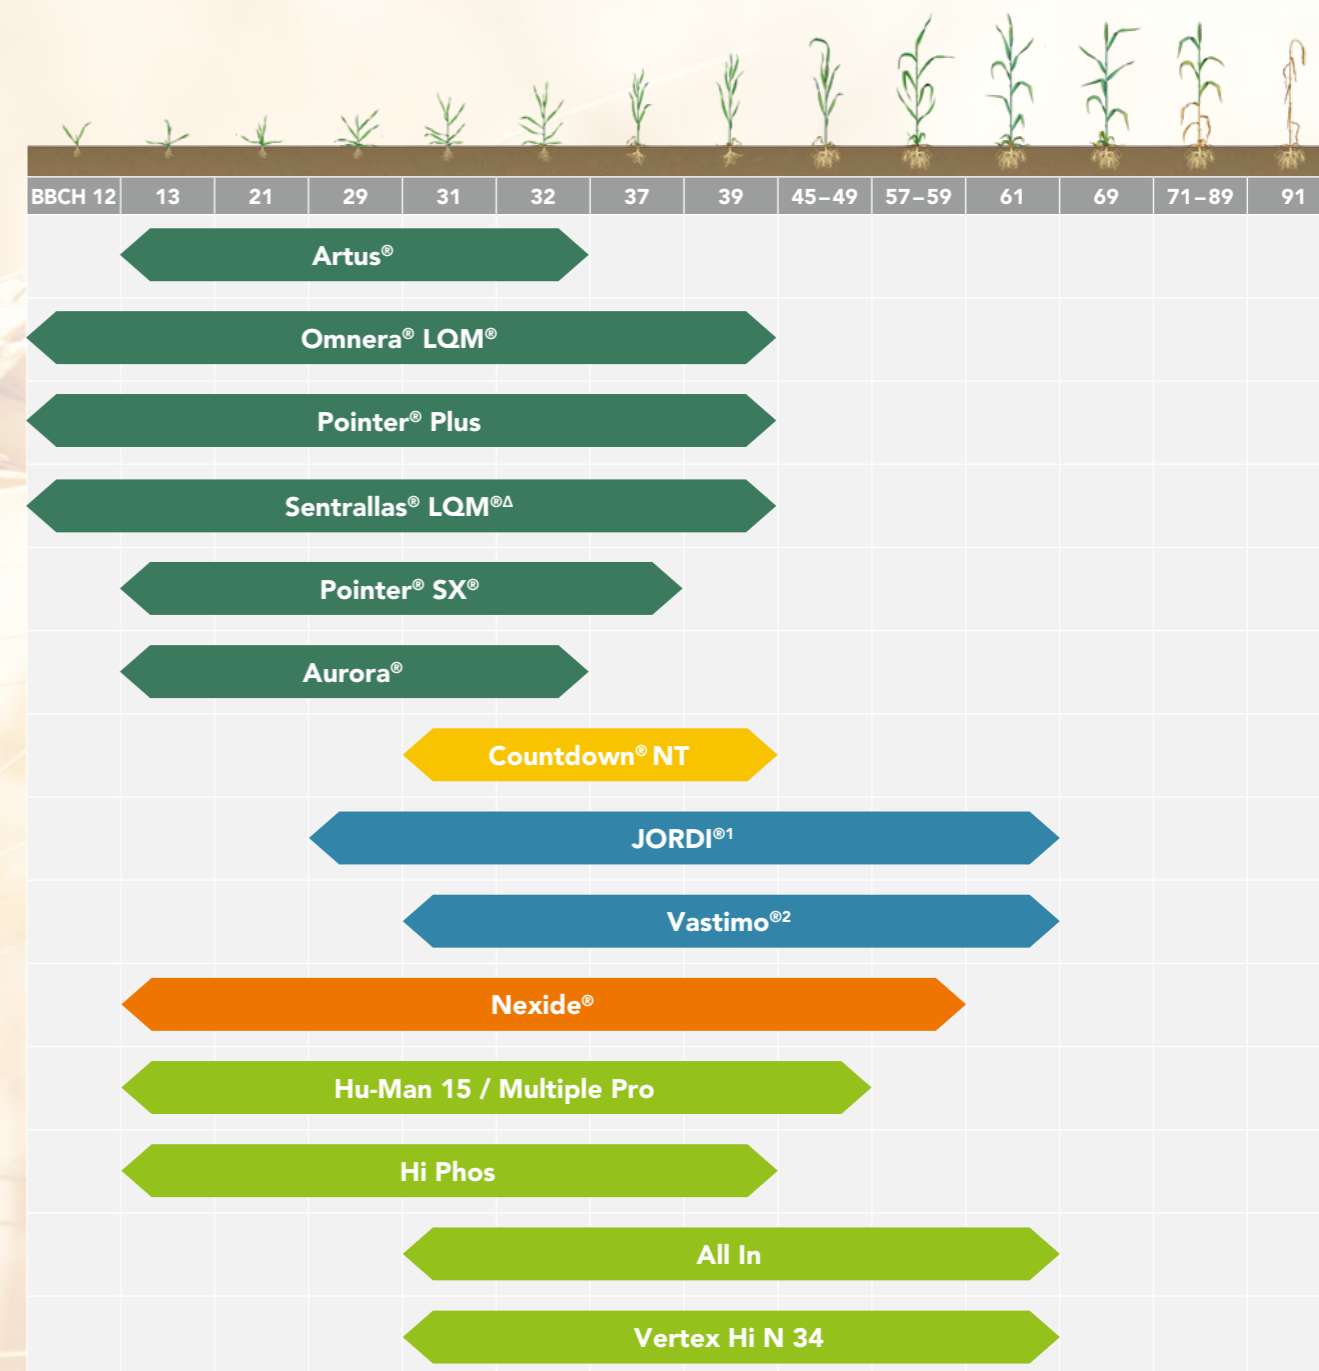 BBCH 12 13 21 29 31 32 37 39 45–49 57–59 61 69 71–89 91
Artus®
Omnera® LQM®
Pointer® Plus
Sentrallas® LQM®Δ
Pointer® SX®
Aurora®
Countdown® NT
JORDI®1
Vastimo®2
Nexide®
Hu-Man 15 / Multiple Pro
Hi Phos
All In
Vertex Hi N 34